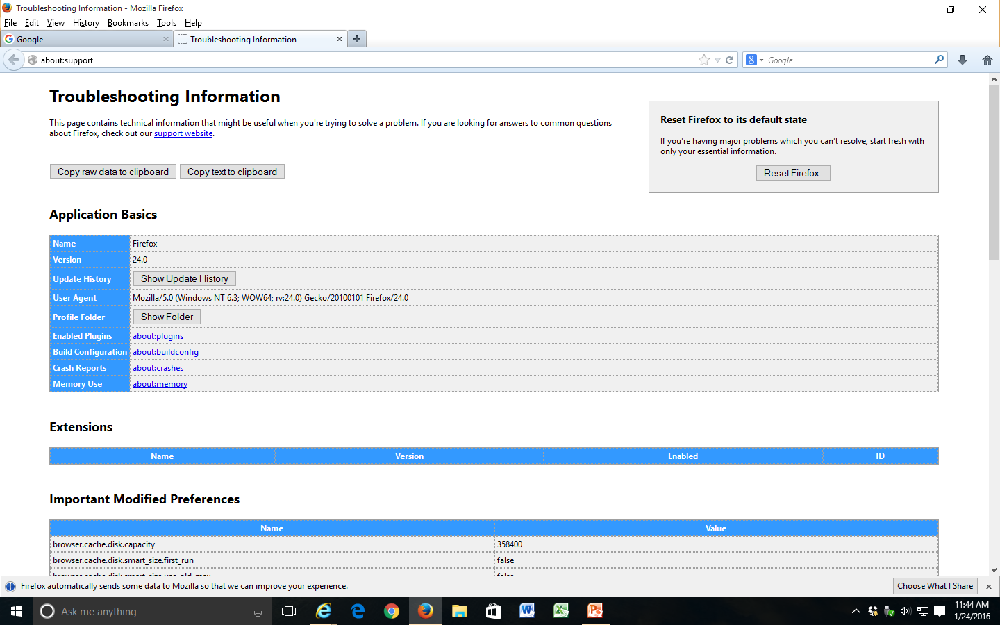 Troubleshooting Information - Mozilla Firefox
File Edit View History Bookmarks Tools Help
Google
Troubleshooting Information
about:support
Google
Troubleshooting Information
This page contains technical information that might be useful when you're trying to solve a problem. If you are looking for answers to common questions
about Firefox, check out our support website.
Copy raw data to clipboard Copy text to clipboard
Reset Firefox to its default state
If you're having major problems which you can't resolve, start fresh with
only your essential information.
Reset Firefox...
Application Basics
Name Firefox
Version 24.0
Update History Show Update History
User Agent Mozilla/5.0 (Windows NT 6.3; WOW64; rv:24.0) Gecko/20100101 Firefox/24.0
Profile Folder Show Folder
Enabled Plugins about:plugins
Build Configuration about:buildconfig
Crash Reports about:crashes
Memory Use about:memory
Extensions
Name Version Enabled ID
Important Modified Preferences
Name Value
browser.cache.disk.capacity 358400
browser.cache.disk.smart_size.first_run false
Firefox automatically sends some data to Mozilla so that we can improve your experience.
Choose What I Share
Ask me anything
11:44 AM
1/24/2016